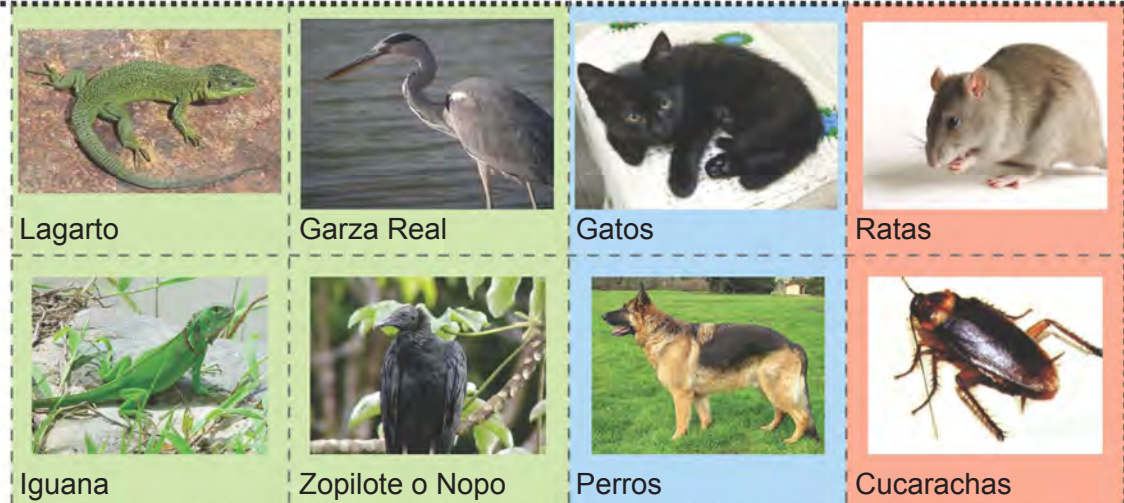 Lagarto
Garza Real
Gatos
Ratas
Iguana
Zopilote o Nopo
Perros
Cucarachas